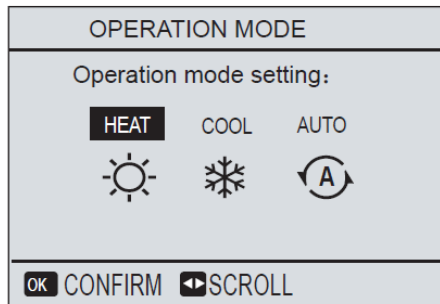 OPERATION MODE
Operation mode setting:
HEAT COOL AUTO
A
OK CONFIRM SCROLL